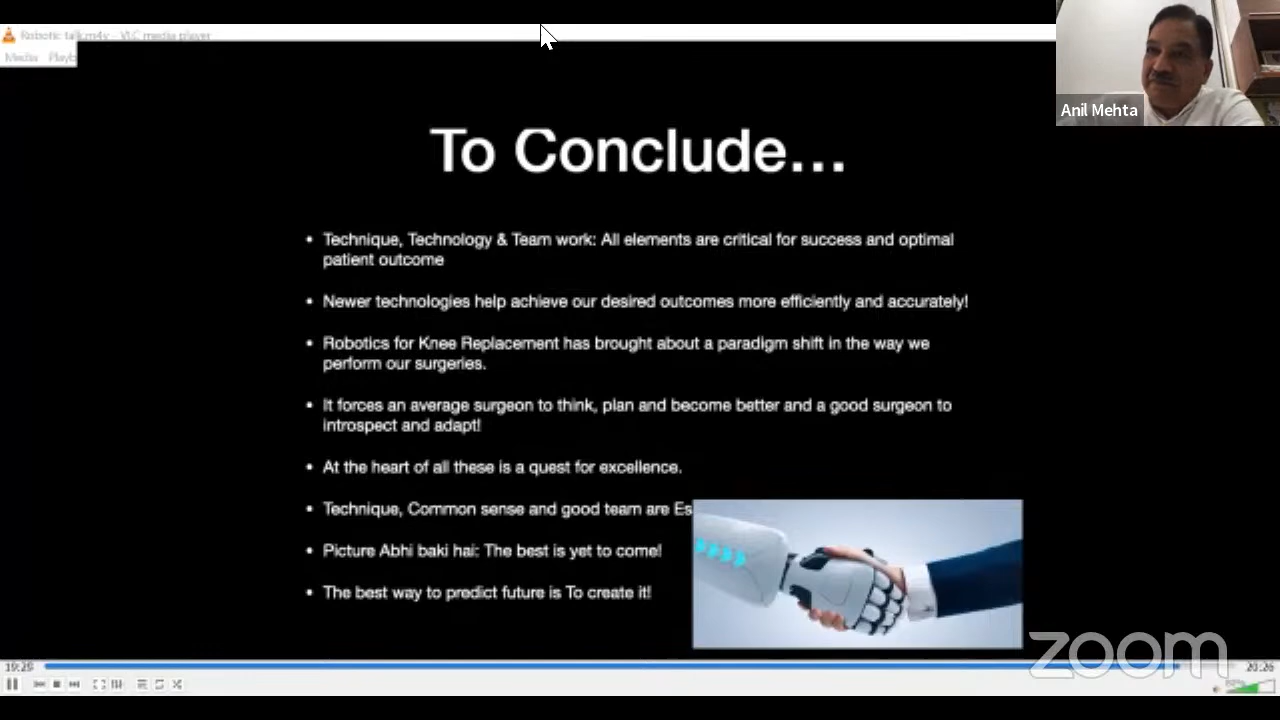 Robotic talk.m4v - VLC media player
Media Playb
Anil Mehta
To Conclude...
• Technique, Technology & Team work: All elements are critical for success and optimal
patient outcome
• Newer technologies help achieve our desired outcomes more efficiently and accurately!
• Robotics for Knee Replacement has brought about a paradigm shift in the way we
perform our surgeries.
• It forces an average surgeon to think, plan and become better and a good surgeon to
introspect and adapt!
• At the heart of all these is a quest for excellence.
• Technique, Common sense and good team are Es
• Picture Abhi baki hai: The best is yet to come!
• The best way to predict future is To create it!
zoom
19:25
20:26